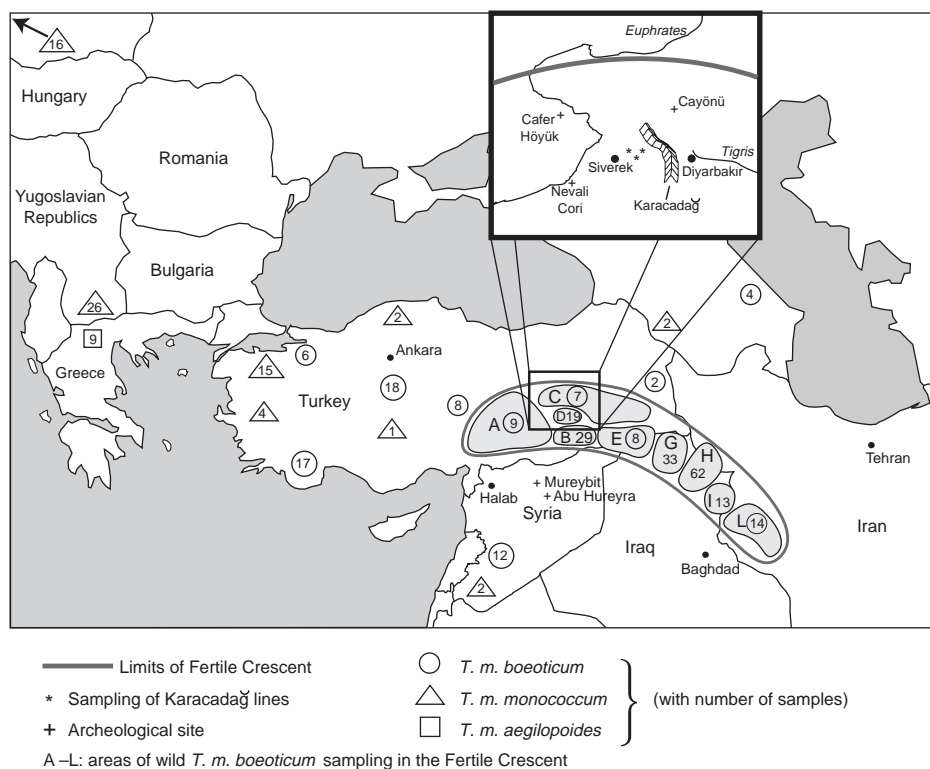 16
Hungary
Romania
Yugoslavian
Republics
Bulgaria
26
9
Greece
Euphrates
Cayönü
Cafer
Höyük
Tigris
Siverek
Diyarbakır
Nevali
Cori
Karacadağ
4
2
2
Ankara
6
15
18
Turkey
4
1
17
8
2
C 7
D19
A 9
B 29
E 8
G
33
H
62
I 13
L 14
Tehran
Mureybit
Halab
Abu Hureyra
Syria
Iraq
Iran
Baghdad
12
2
Limits of Fertile Crescent
* Sampling of Karacadağ lines
+ Archeological site
T. m. boeoticum
T. m. monococcum
T. m. aegilopoides
(with number of samples)
A –L: areas of wild T. m. boeoticum sampling in the Fertile Crescent